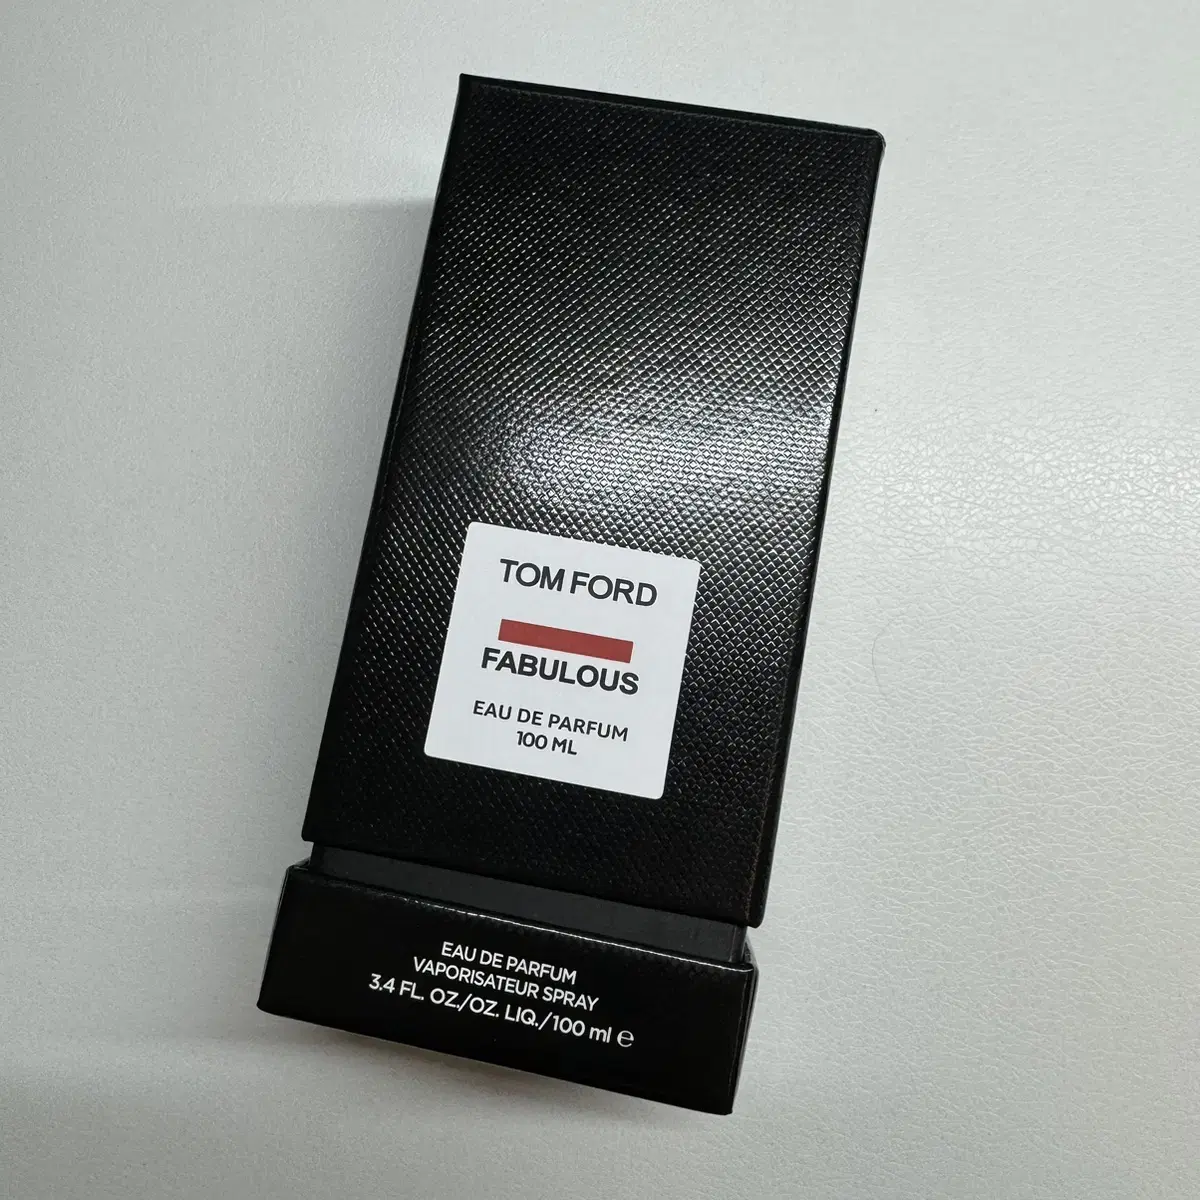 TOM FORD
FABULOUS
EAU DE PARFUM
100 ML
EAU DE PARFUM
VAPORISATEUR SPRAY
3.4 FL. OZ./OZ. LIQ./100 ml ℮